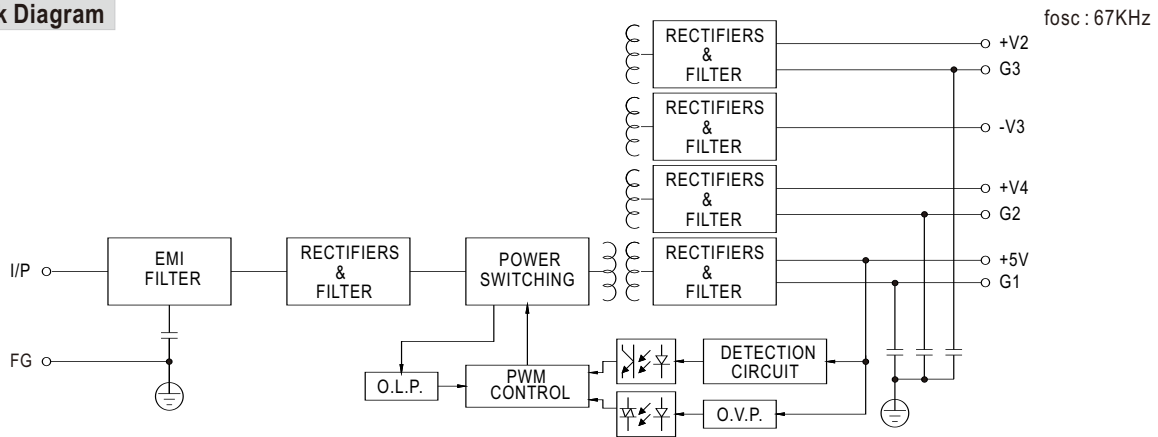 k Diagram
fosc : 67KHz
RECTIFIERS
&
FILTER
+V2
G3
RECTIFIERS
&
FILTER
-V3
RECTIFIERS
&
FILTER
+V4
G2
I/P
EMI
FILTER
RECTIFIERS
&
FILTER
POWER
SWITCHING
RECTIFIERS
&
FILTER
+5V
G1
FG
O.L.P.
PWM
CONTROL
DETECTION
CIRCUIT
O.V.P.